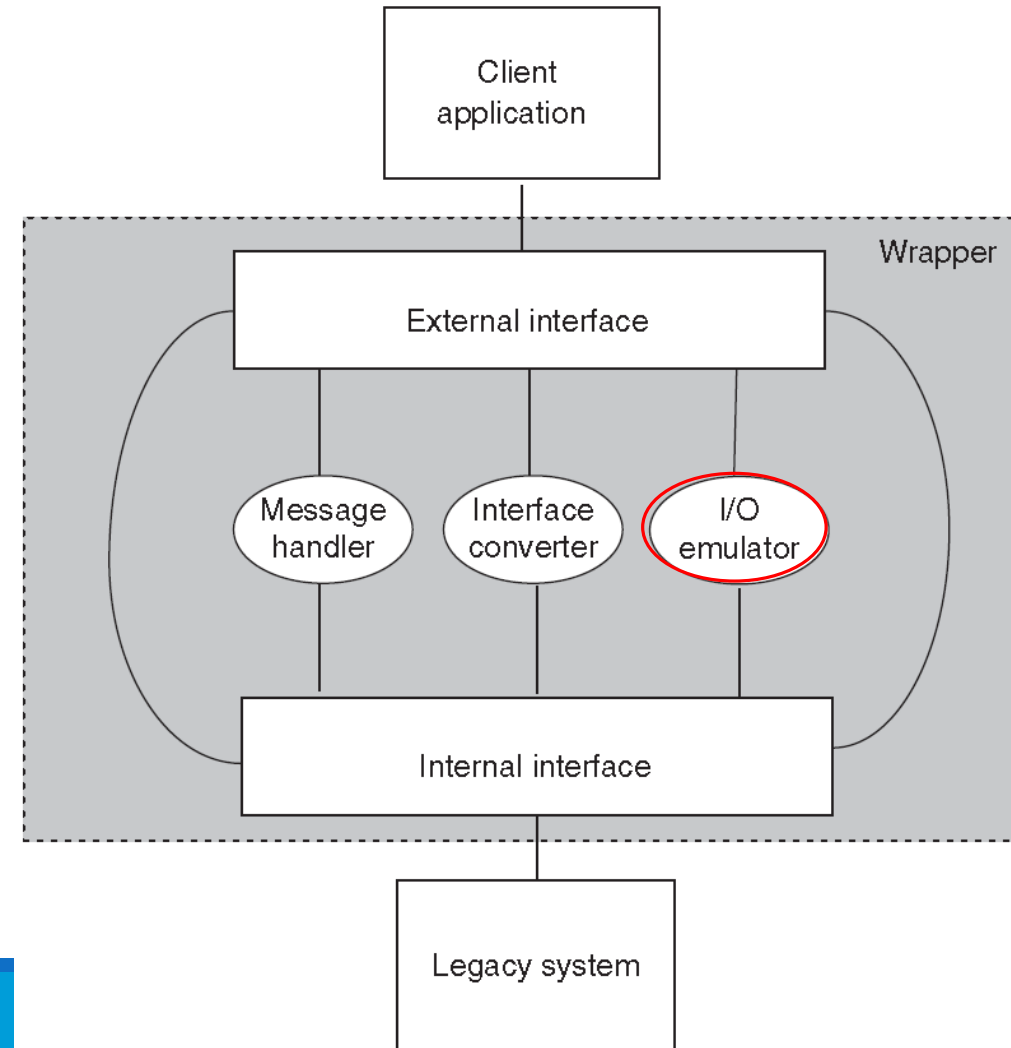 Client
application
Wrapper
External interface
Message
handler
Interface
converter
I/O
emulator
Internal interface
Legacy system